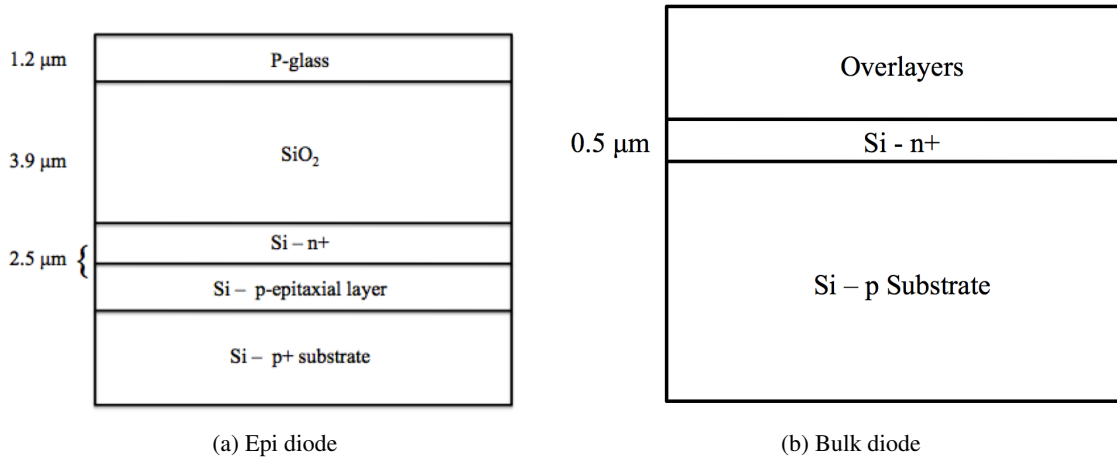 1.2 μm
P-glass
3.9 μm
SiO₂
Si – n+
2.5 μm {
Si – p-epitaxial layer
Si – p+ substrate
(a) Epi diode
Overlayers
0.5 μm
Si - n+
Si – p Substrate
(b) Bulk diode